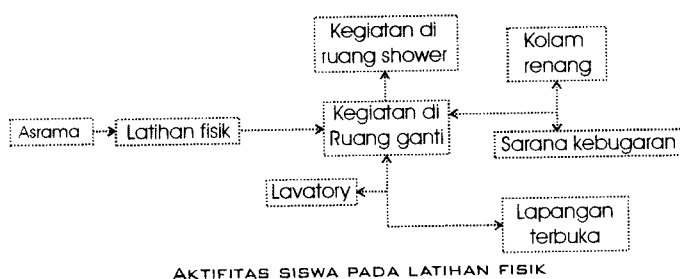 Kegiatan di
ruang shower
Kolam
renang
Asrama
Latihan fisik
Kegiatan di
Ruang ganti
Sarana kebugaran
Lavatory
Lapangan
terbuka
AKTIFITAS SISWA PADA LATIHAN FISIK